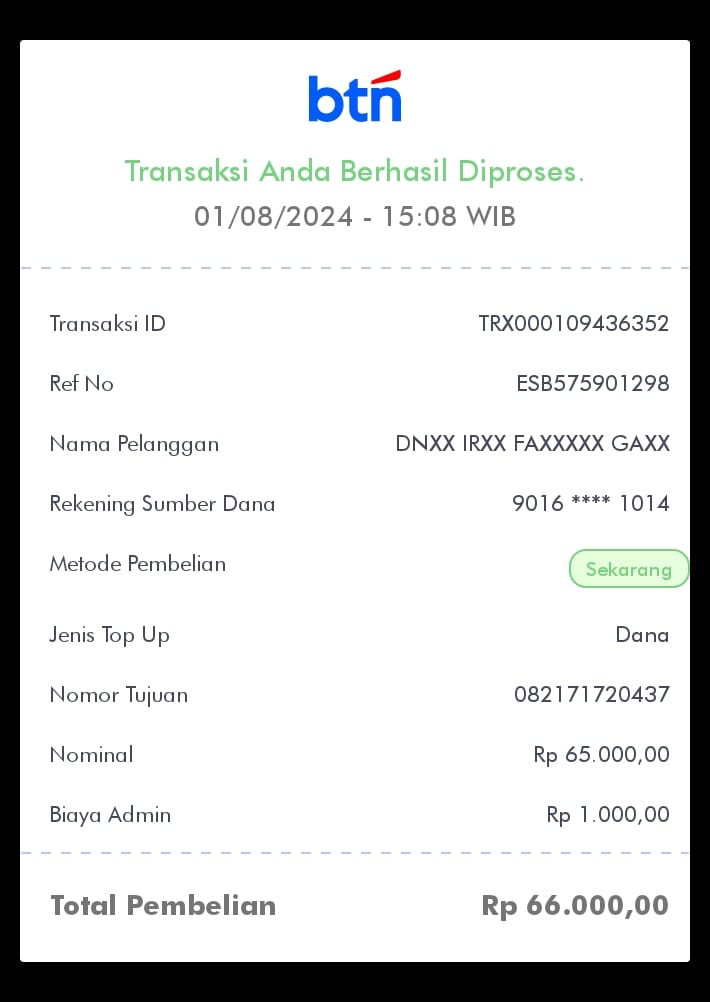 btn
Transaksi Anda Berhasil Diproses.
01/08/2024 - 15:08 WIB
Transaksi ID TRX000109436352
Ref No ESB575901298
Nama Pelanggan DNXX IRXX FAXXXXX GAXX
Rekening Sumber Dana 9016 **** 1014
Metode Pembelian Sekarang
Jenis Top Up Dana
Nomor Tujuan 082171720437
Nominal Rp 65.000,00
Biaya Admin Rp 1.000,00
Total Pembelian Rp 66.000,00